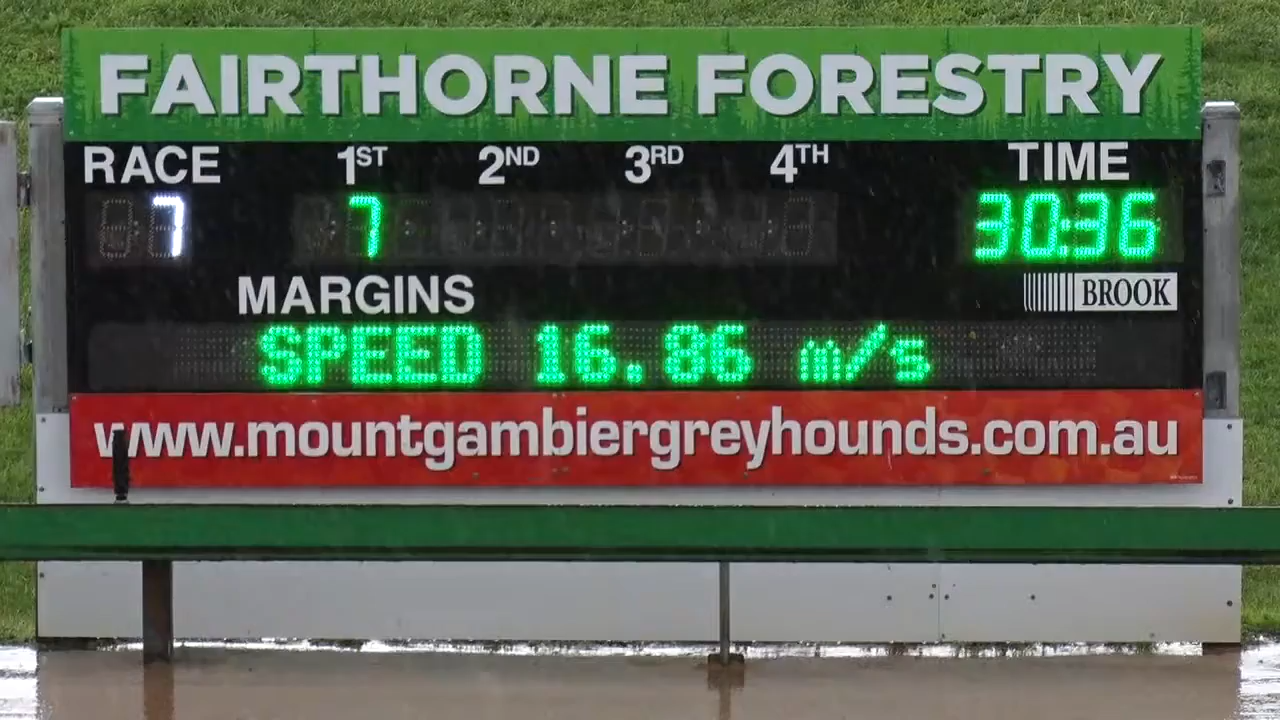 FAIRTHORNE FORESTRY
RACE 1ST 2ND 3RD 4TH TIME
7 7 30:36
MARGINS BROOK
SPEED 16.86 m/s
www.mountgambiergreyhounds.com.au